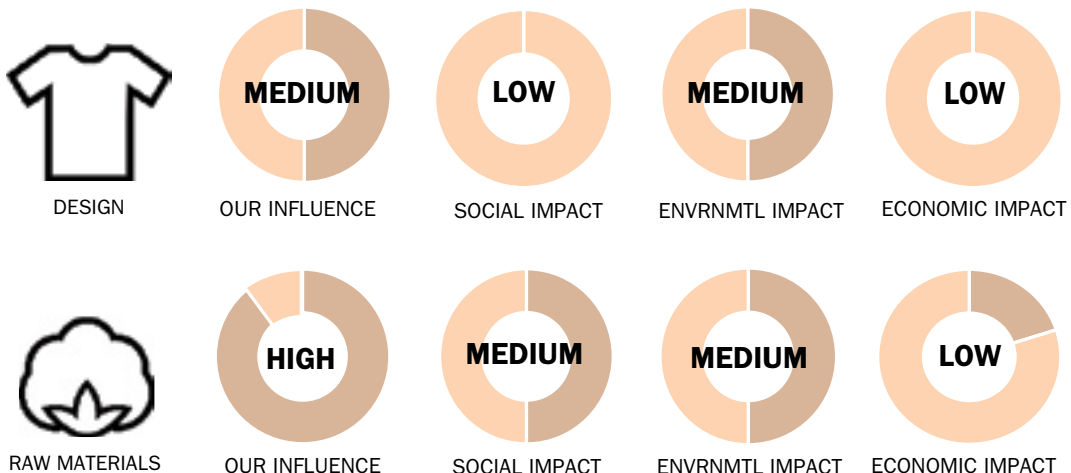 MEDIUM
LOW
MEDIUM
LOW
DESIGN
OUR INFLUENCE
SOCIAL IMPACT
ENVRNMTL IMPACT
ECONOMIC IMPACT
HIGH
MEDIUM
MEDIUM
LOW
RAW MATERIALS
OUR INFLUENCE
SOCIAL IMPACT
ENVRNMTL IMPACT
ECONOMIC IMPACT